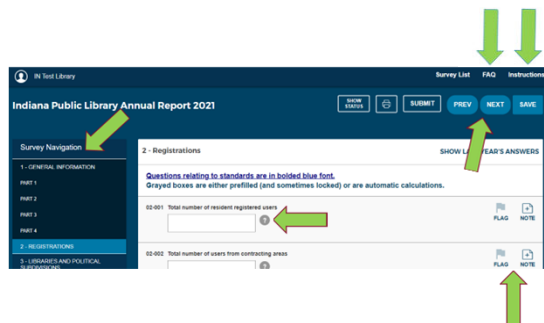 IN Test Library
Survey List FAQ Instructions
Indiana Public Library Annual Report 2021
SHOW STATUS
SUBMIT PREV NEXT SAVE
Survey Navigation
1 - GENERAL INFORMATION
PART 1
PART 2
PART 3
PART 4
2 - REGISTRATIONS
3 - LIBRARIES AND POLITICAL
SUBDIVISIONS
2 - Registrations
SHOW LA YEAR'S ANSWERS
Questions relating to standards are in bolded blue font.
Grayed boxes are either prefilled (and sometimes locked) or are automatic calculations.
02-001 Total number of resident registered users
?
FLAG NOTE
02-002 Total number of users from contracting areas
?
FLAG NOTE